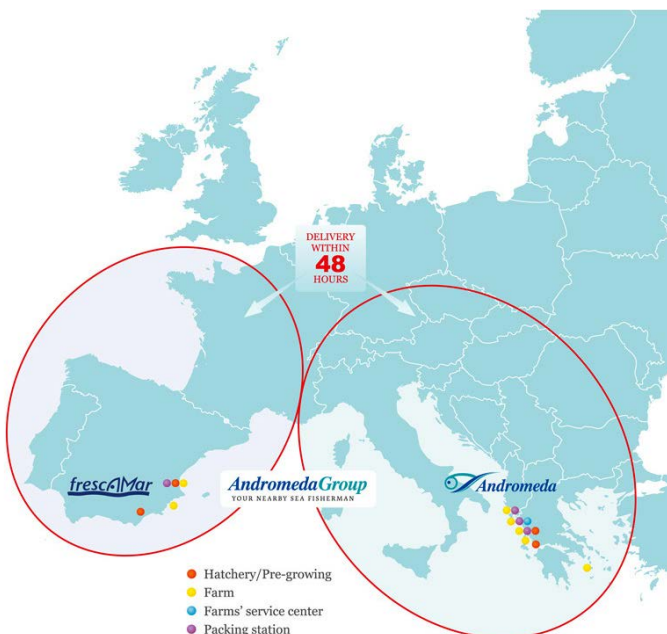 DELIVERY
WITHIN
48
HOURS
frescAMar
AndromedaGroup
YOUR NEARBY SEA FISHERMAN
Andromeda
Hatchery/Pre-growing
Farm
Farms' service center
Packing station